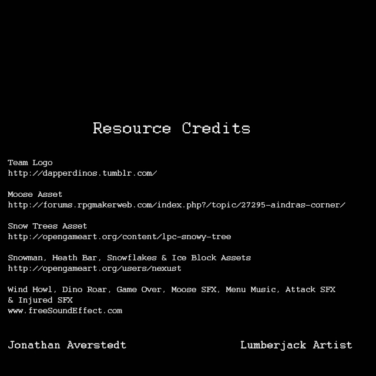 Resource Credits
Team Logo
http://dapperdinos.tumblr.com/
Moose Asset
http://forums.rpgmakerweb.com/index.php?/topic/27295-aindras-corner/
Snow Trees Asset
http://opengameart.org/content/lpc-snowy-tree
Snowman, Heath Bar, Snowflakes & Ice Block Assets
http://opengameart.org/users/nexust
Wind Howl, Dino Roar, Game Over, Moose SFX, Menu Music, Attack SFX
& Injured SFX
www.freeSoundEffect.com
Jonathan Averstedt Lumberjack Artist